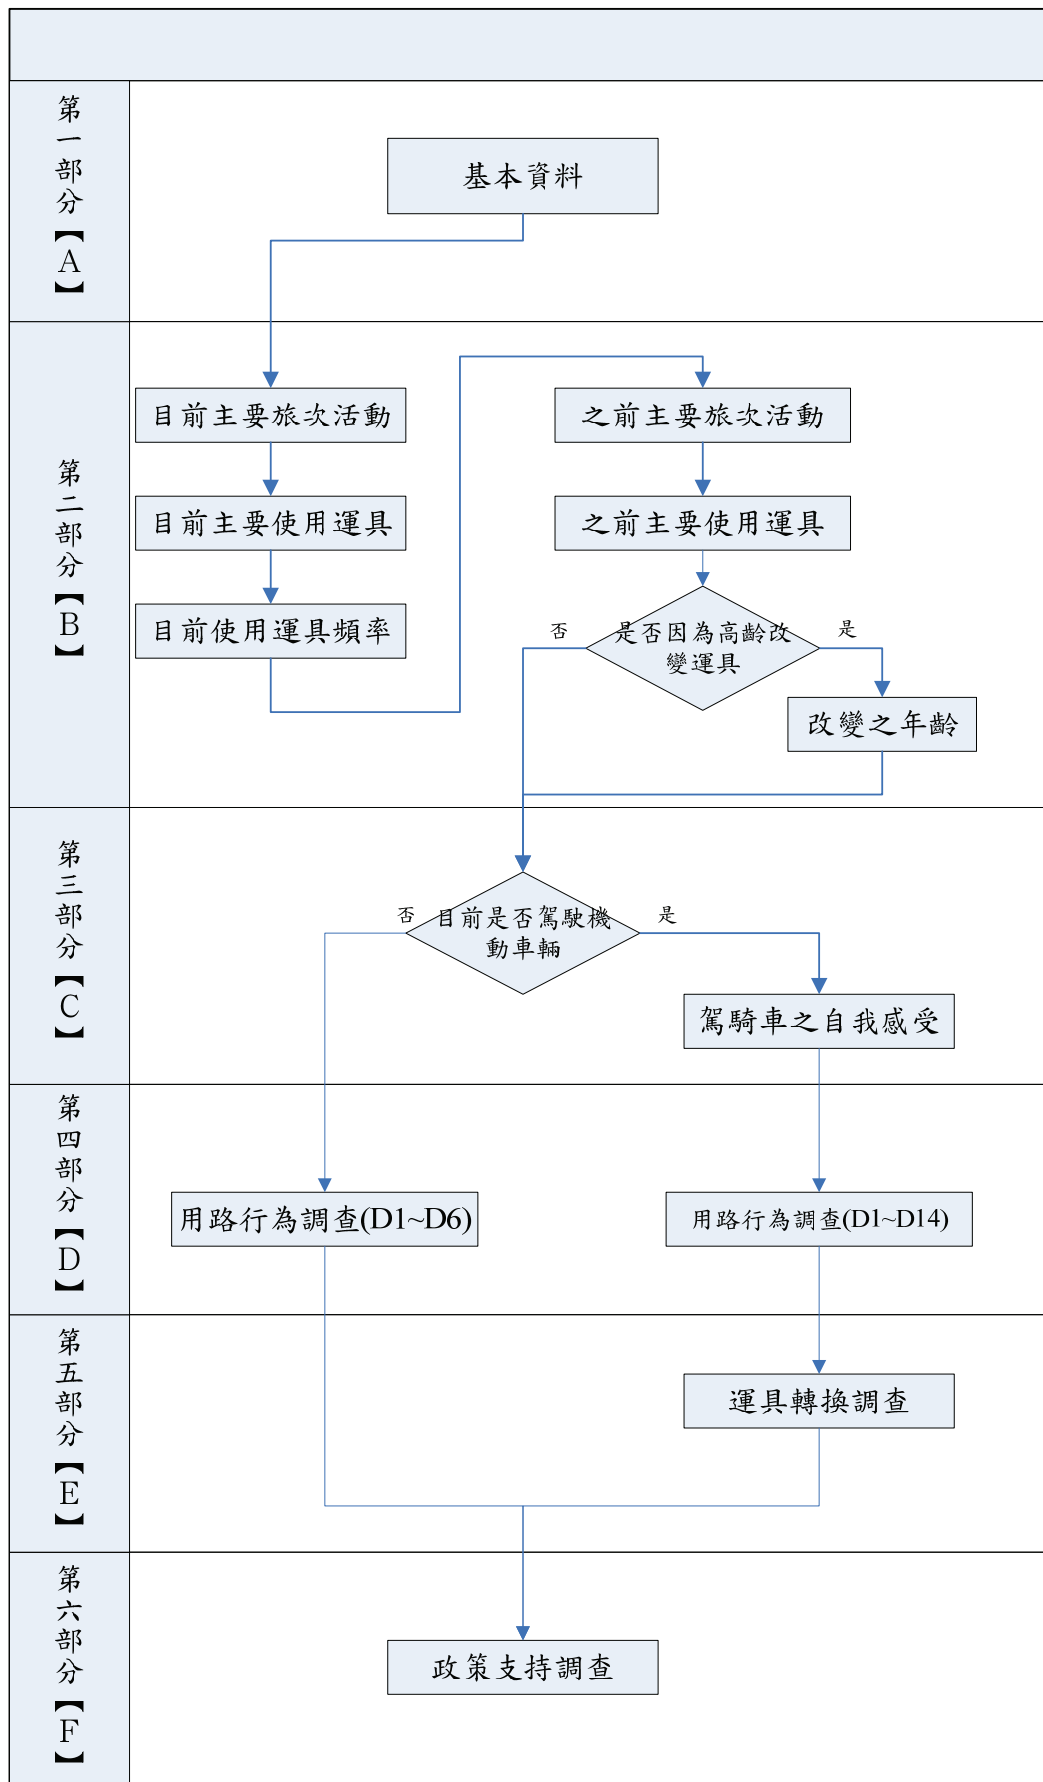 第一部分【A】
基本資料
第二部分【B】
目前主要旅次活動
之前主要旅次活動
目前主要使用運具
之前主要使用運具
目前使用運具頻率
否
是否因為高齡改
變運具
是
改變之年齡
第三部分【C】
否
目前是否駕駛機
動車輛
是
駕騎車之自我感受
第四部分【D】
用路行為調查(D1~D6)
用路行為調查(D1~D14)
第五部分【E】
運具轉換調查
第六部分【F】
政策支持調查